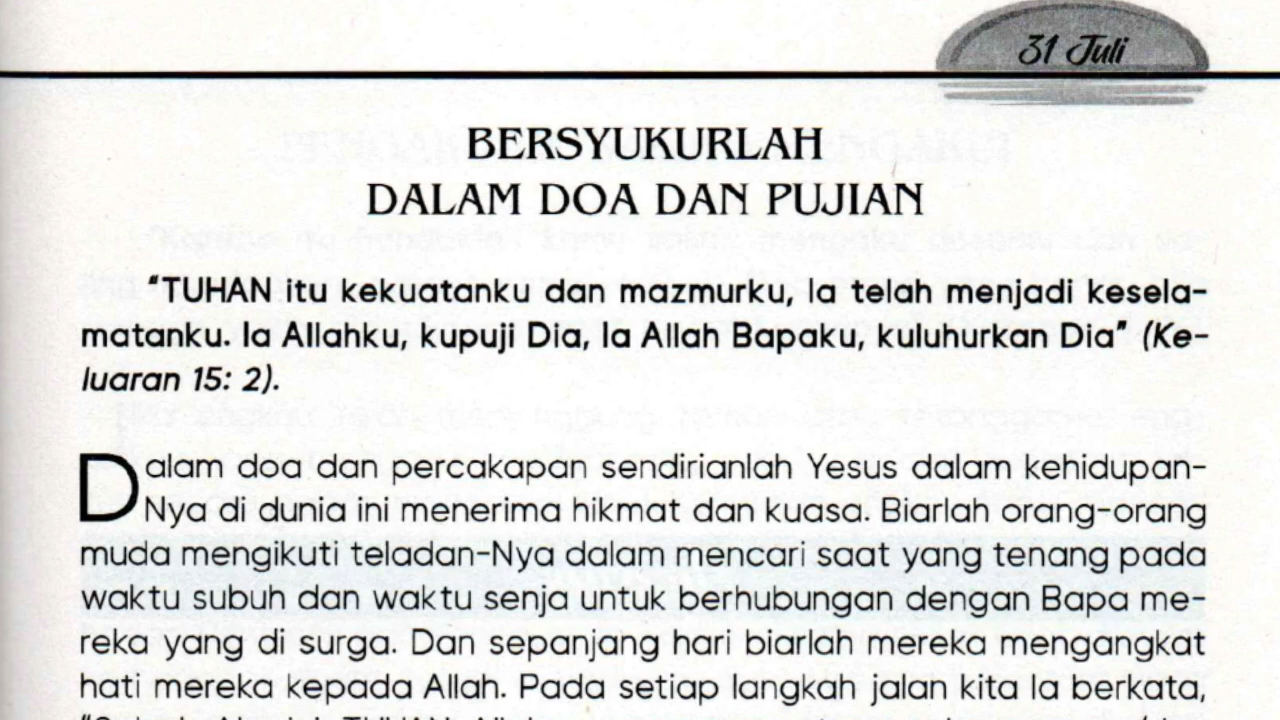 31 Juli
BERSYUKURLAH
DALAM DOA DAN PUJIAN
“TUHAN itu kekuatanku dan mazmurku, Ia telah menjadi kesela-
matanku. Ia Allahku, kupuji Dia, Ia Allah Bapaku, kuluhurkan Dia” (Ke-
luaran 15: 2).
Dalam doa dan percakapan sendirianlah Yesus dalam kehidupan-
Nya di dunia ini menerima hikmat dan kuasa. Biarlah orang-orang
muda mengikuti teladan-Nya dalam mencari saat yang tenang pada
waktu subuh dan waktu senja untuk berhubungan dengan Bapa me-
reka yang di surga. Dan sepanjang hari biarlah mereka mengangkat
hati mereka kepada Allah. Pada setiap langkah jalan kita Ia berkata,